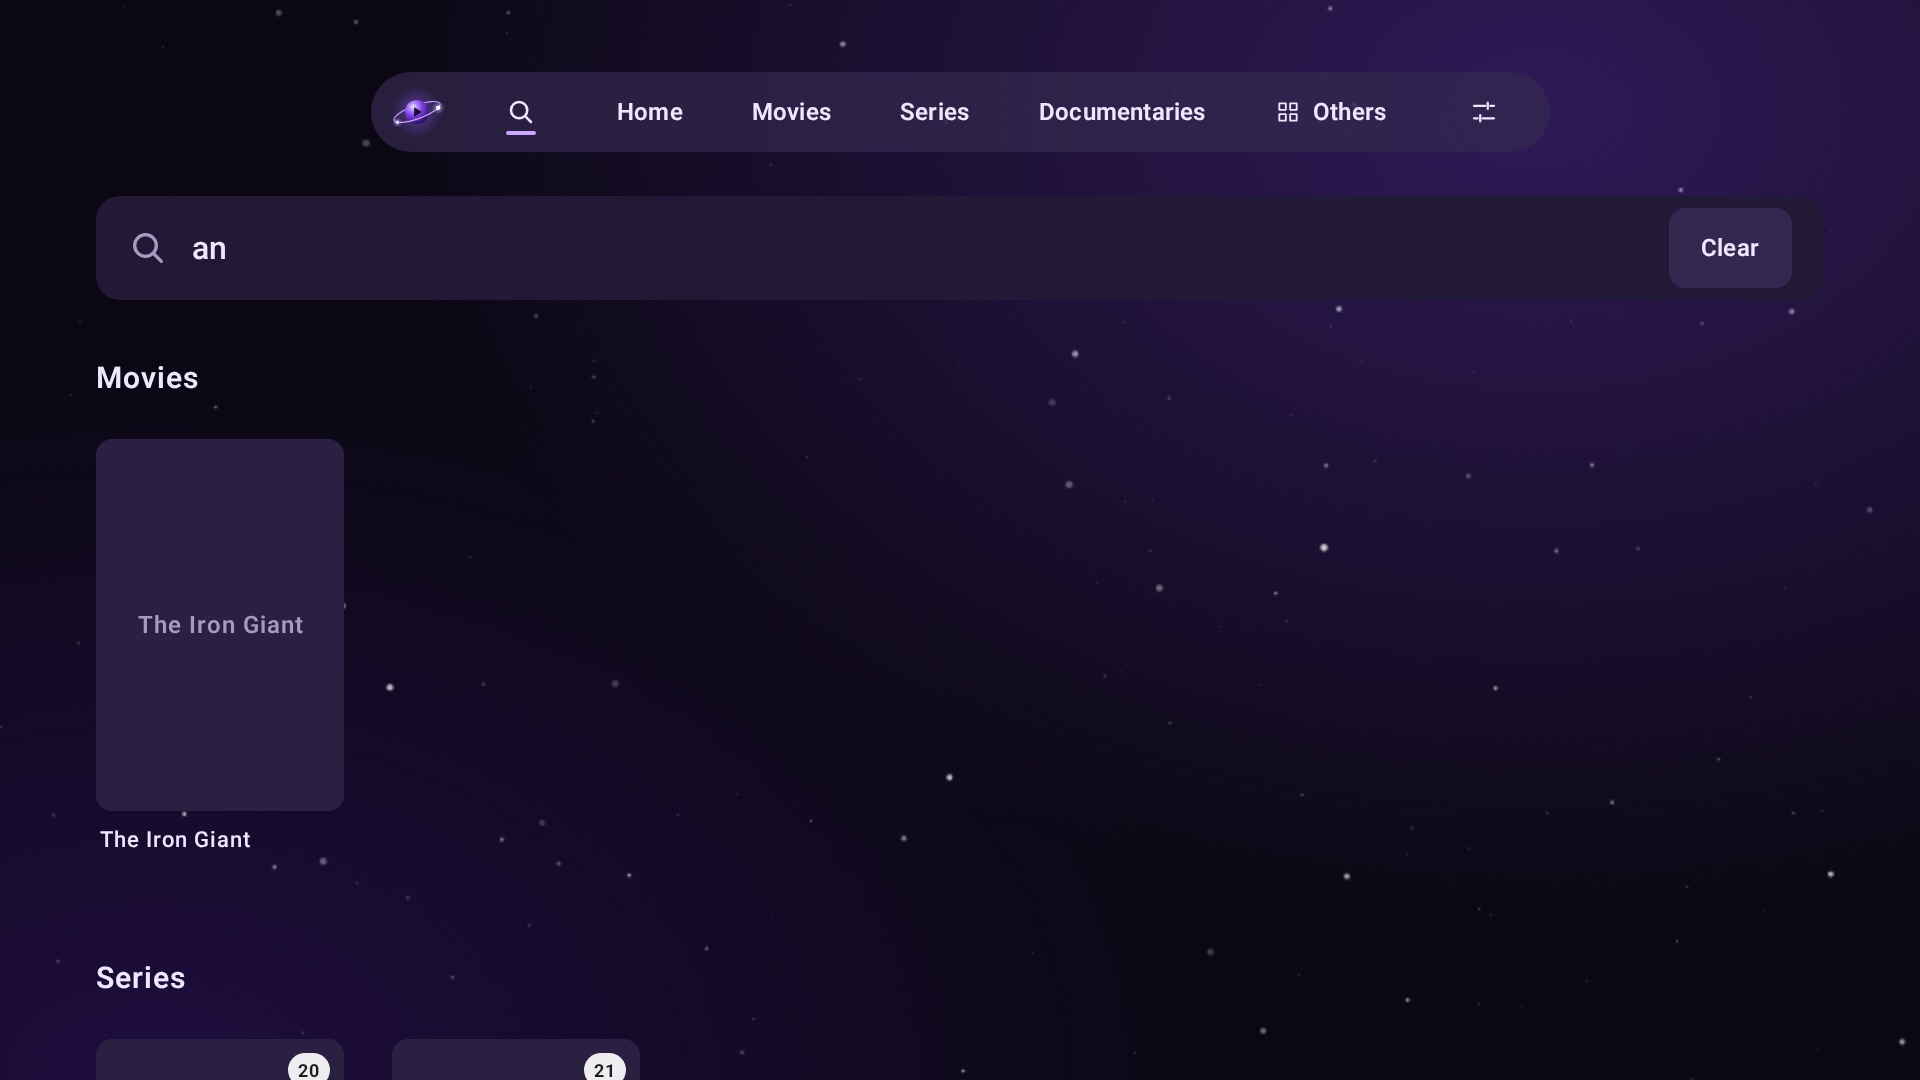 Home Movies Series Documentaries Others
an
Clear
Movies
The Iron Giant
The Iron Giant
Series
20
21